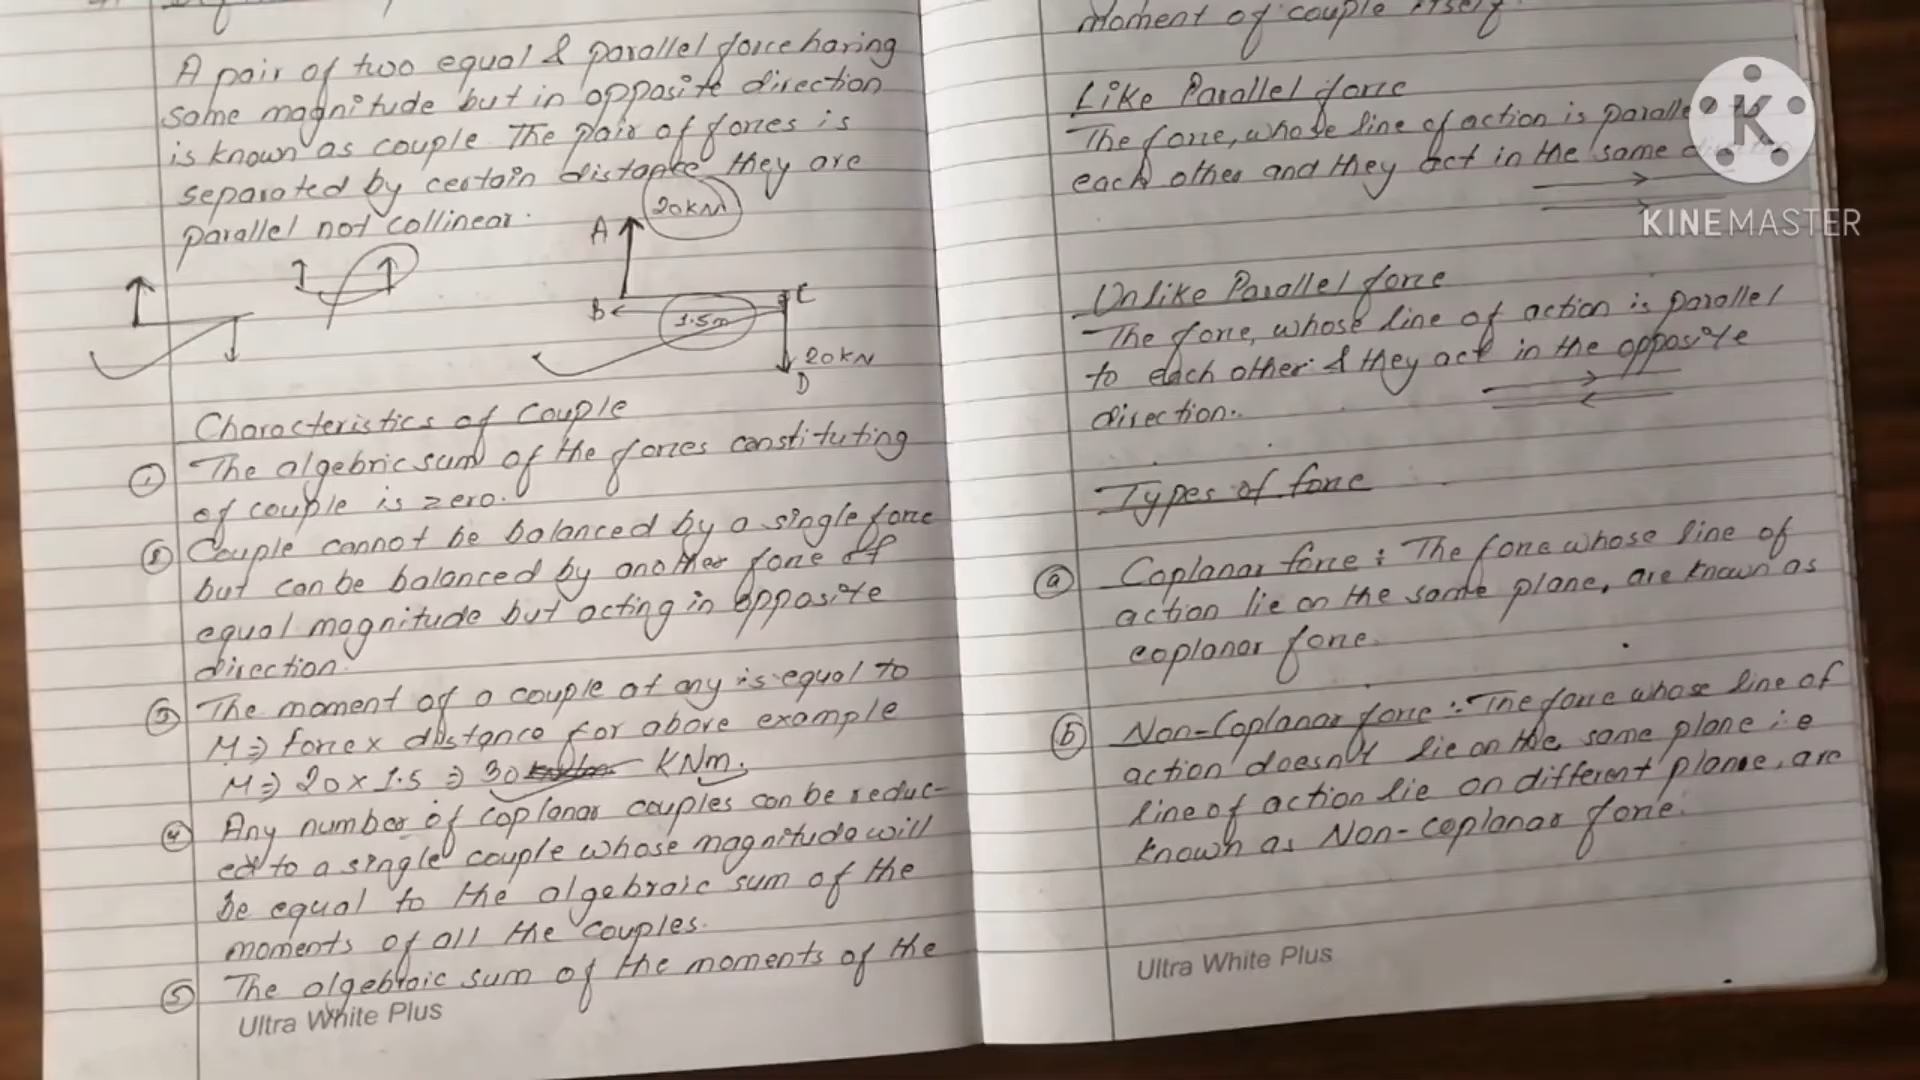 A pair of two equal & parallel force having
same magnitude but in opposite direction
is known as couple. The pair of forces is
separated by certain distance they are
parallel not collinear.
20KN
A
B
C
1.5m
20KN
D
Characteristics of Couple
① The algebric sum of the forces constituting
of couple is zero.
② Couple cannot be balanced by a single force
but can be balanced by another force of
equal magnitude but acting in opposite
direction.
③ The moment of a couple at any is equal to
M ⇒ force x distance for above example
M ⇒ 20 x 1.5 ⇒ 30 KNm.
④ Any number of coplanar couples can be reduc-
ed to a single couple whose magnitude will
be equal to the algebraic sum of the
moments of all the couples.
⑤ The algebraic sum of the moments of the
Ultra White Plus
Moment of couple itself.
Like Parallel force
The force, whose line of action is parallel to
each other and they act in the same
K
KINEMASTER
Unlike Parallel force
The force, whose line of action is parallel
to each other & they act in the opposite
direction.
Types of force
ⓐ Coplanar force : The force whose line of
action lie on the same plane, are known as
coplanar force.
ⓑ Non-Coplanar force :- The force whose line of
action doesn't lie on the same plane i.e
line of action lie on different plane, are
known as Non-coplanar force.
Ultra White Plus